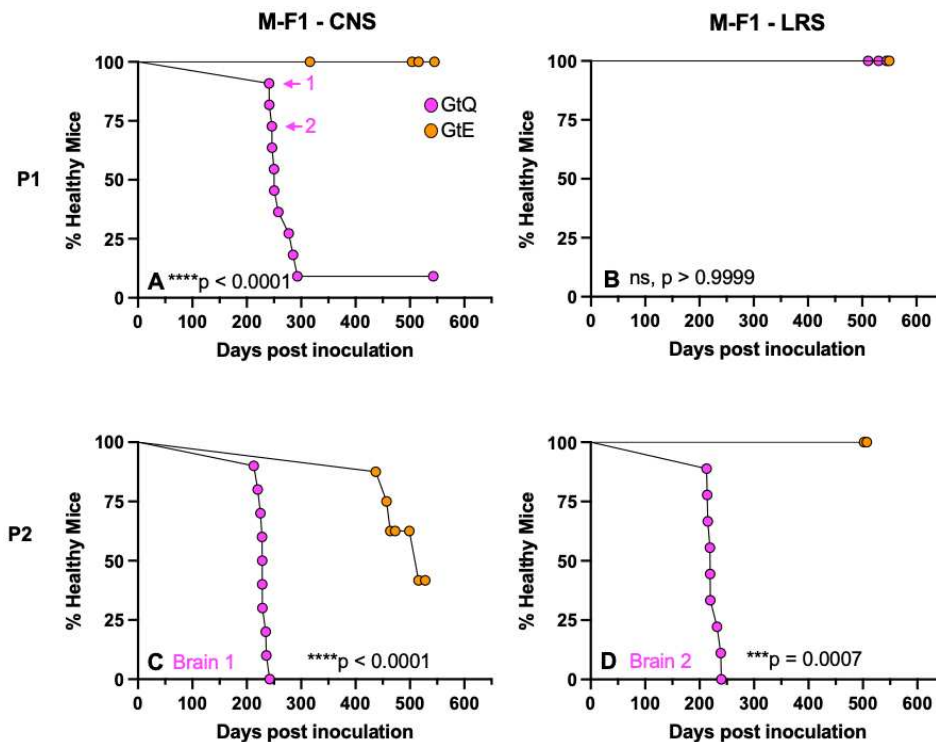 M-F1 - CNS
M-F1 - LRS
P1
% Healthy Mice
100
75
50
25
0
1
2
GtQ
GtE
A ****p < 0.0001
0 100 200 300 400 500 600
Days post inoculation
% Healthy Mice
100
75
50
25
0
B ns, p > 0.9999
0 100 200 300 400 500 600
Days post inoculation
P2
% Healthy Mice
100
75
50
25
0
C Brain 1 ****p < 0.0001
0 100 200 300 400 500 600
Days post inoculation
% Healthy Mice
100
75
50
25
0
D Brain 2 ***p = 0.0007
0 100 200 300 400 500 600
Days post inoculation